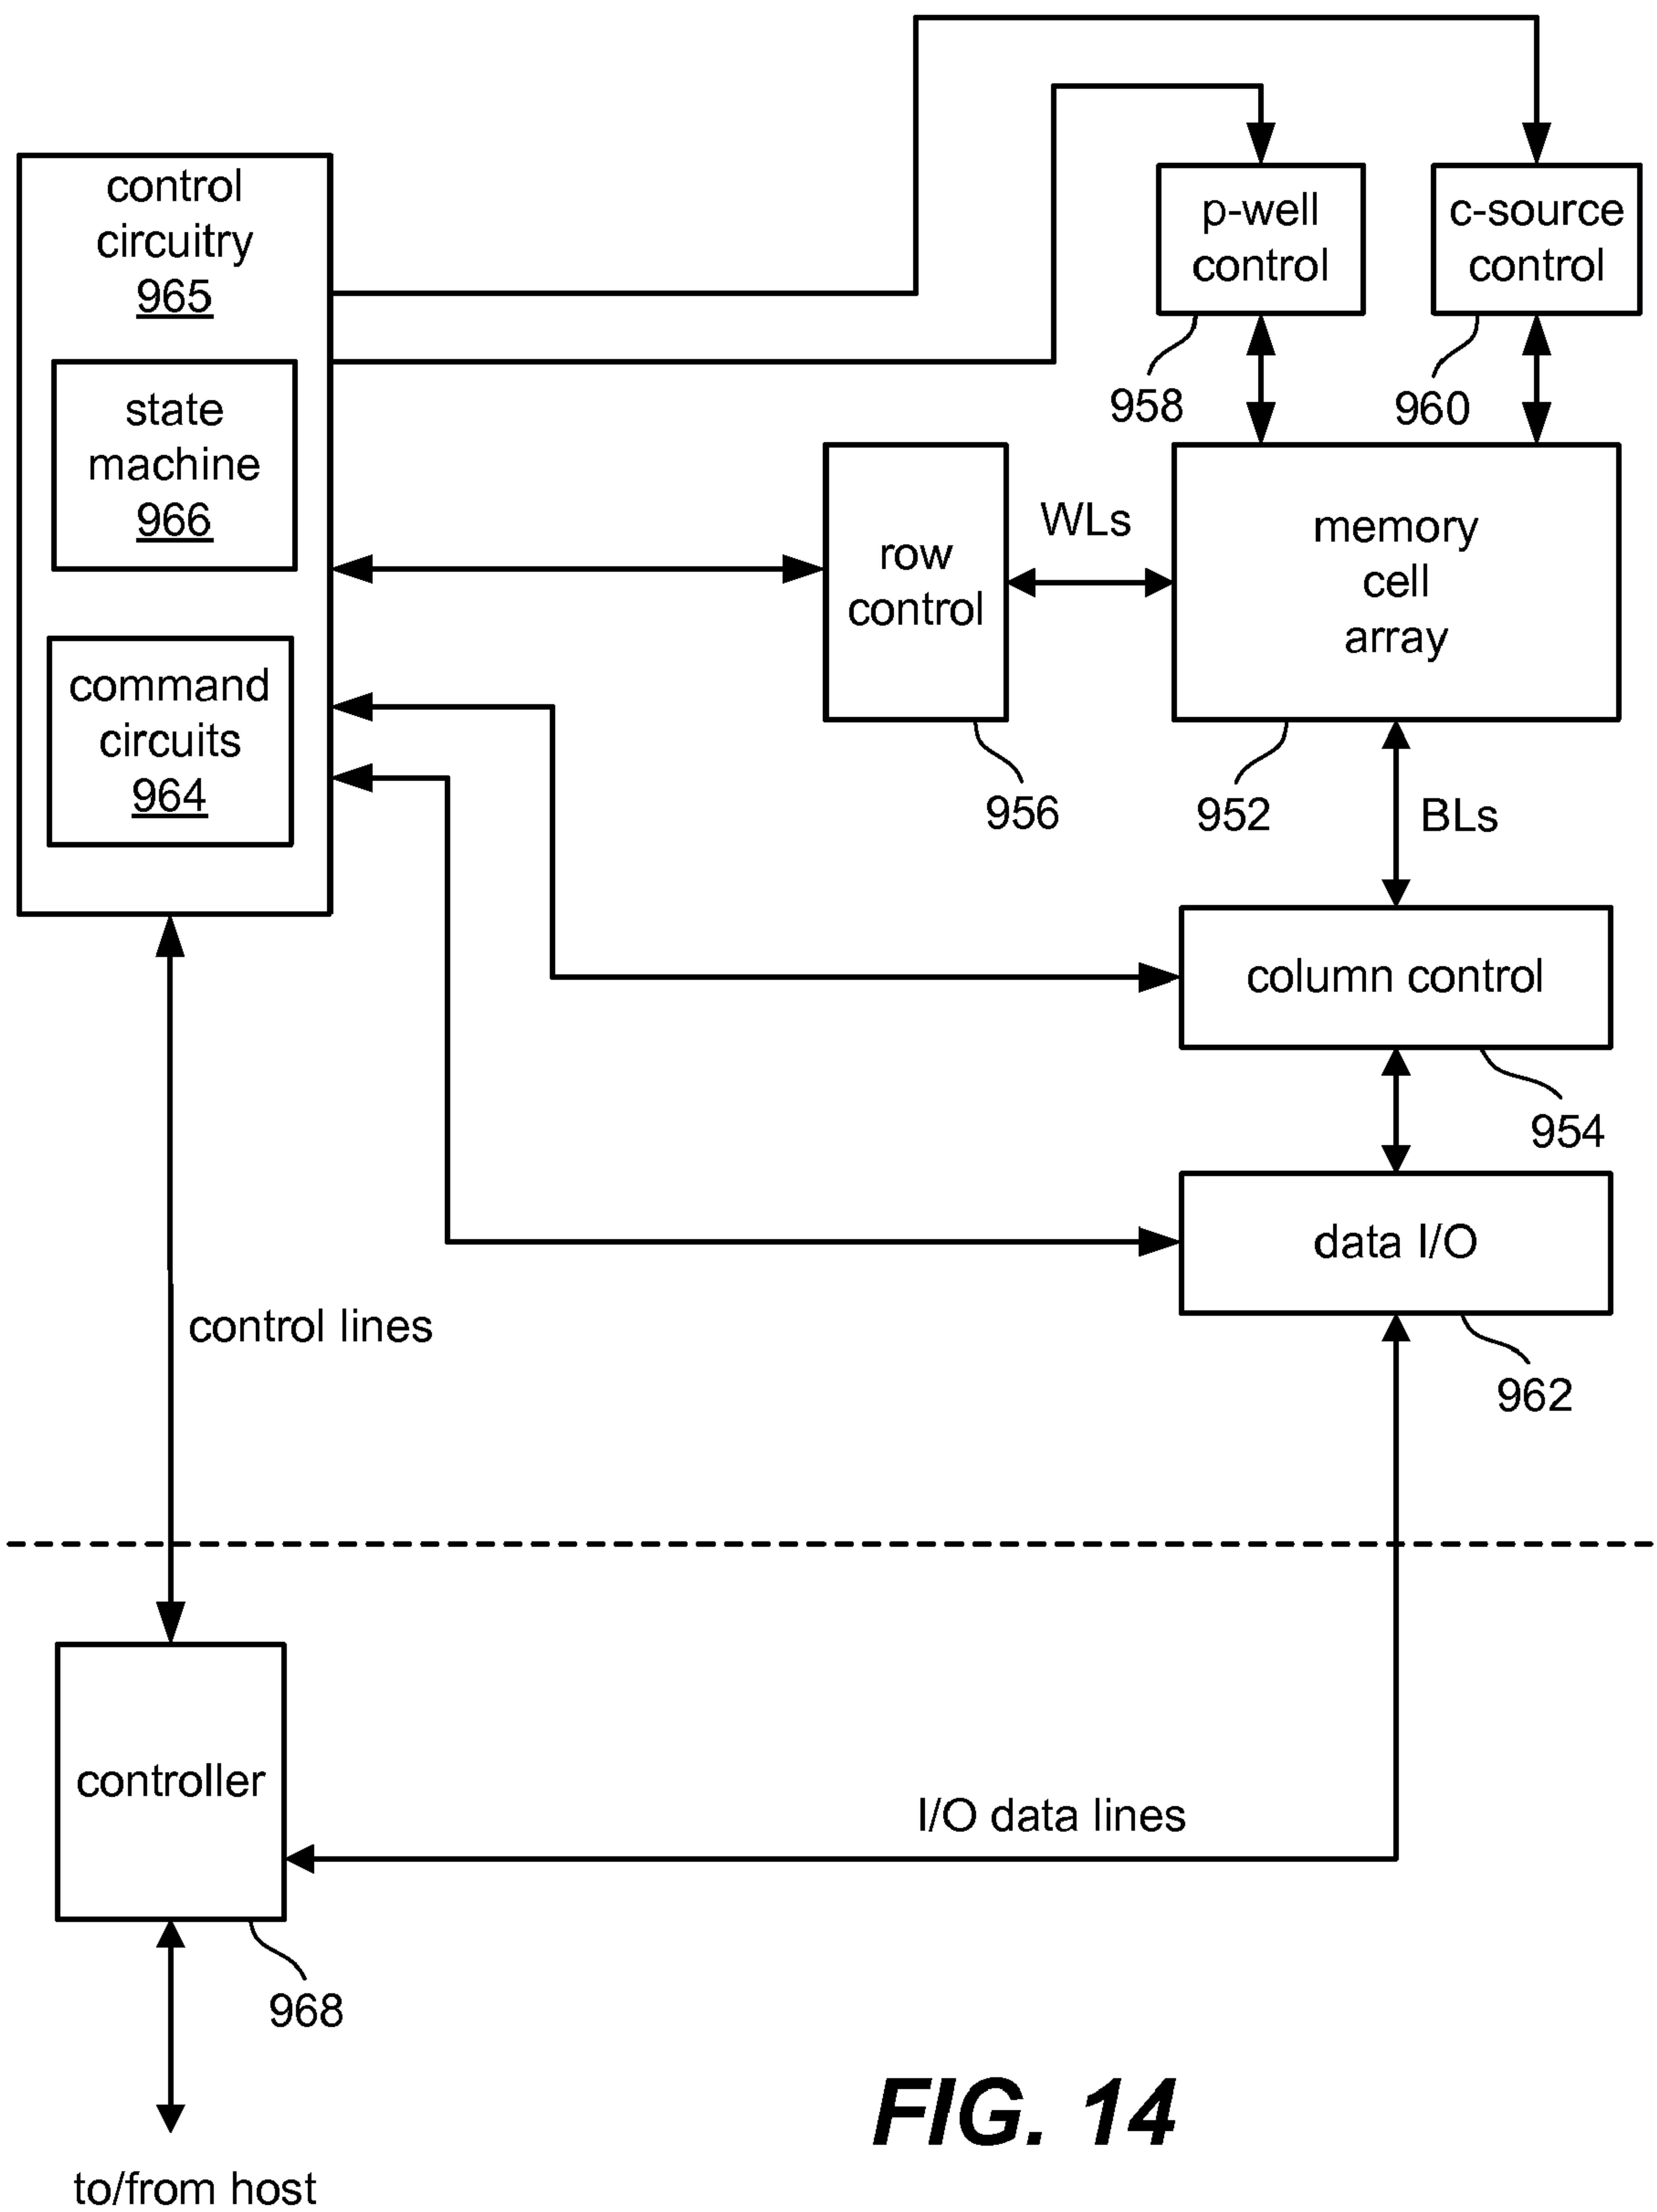 control
circuitry
965
state
machine
966
command
circuits
964
p-well
control
958
c-source
control
960
row
control
956
WLs
memory
cell
array
952
BLs
column control
954
data I/O
962
control lines
controller
968
I/O data lines
to/from host
FIG. 14